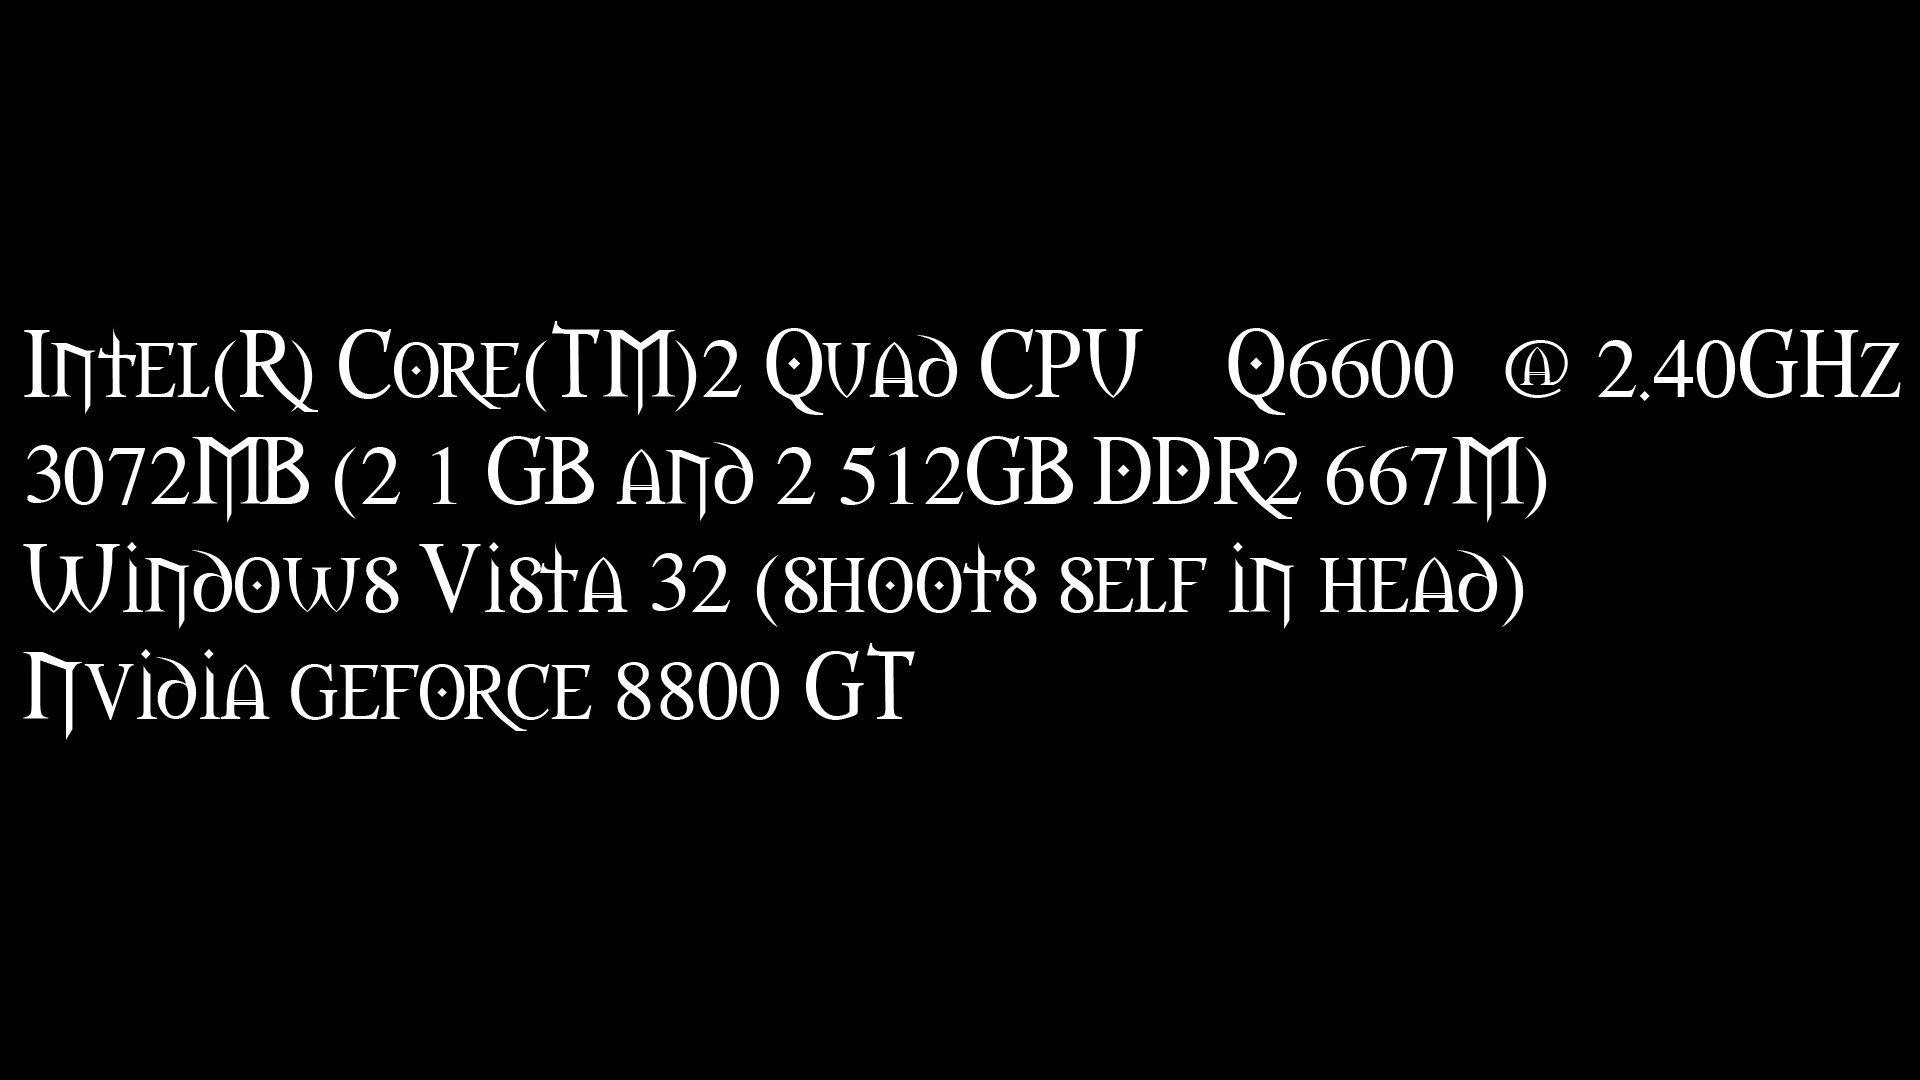 Intel(R) Core(TM)2 Quad CPU    Q6600  @ 2.40GHz
3072MB (2 1 GB and 2 512GB DDR2 667M)
Windows Vista 32 (shoots self in head)
Nvidia geforce 8800 GT